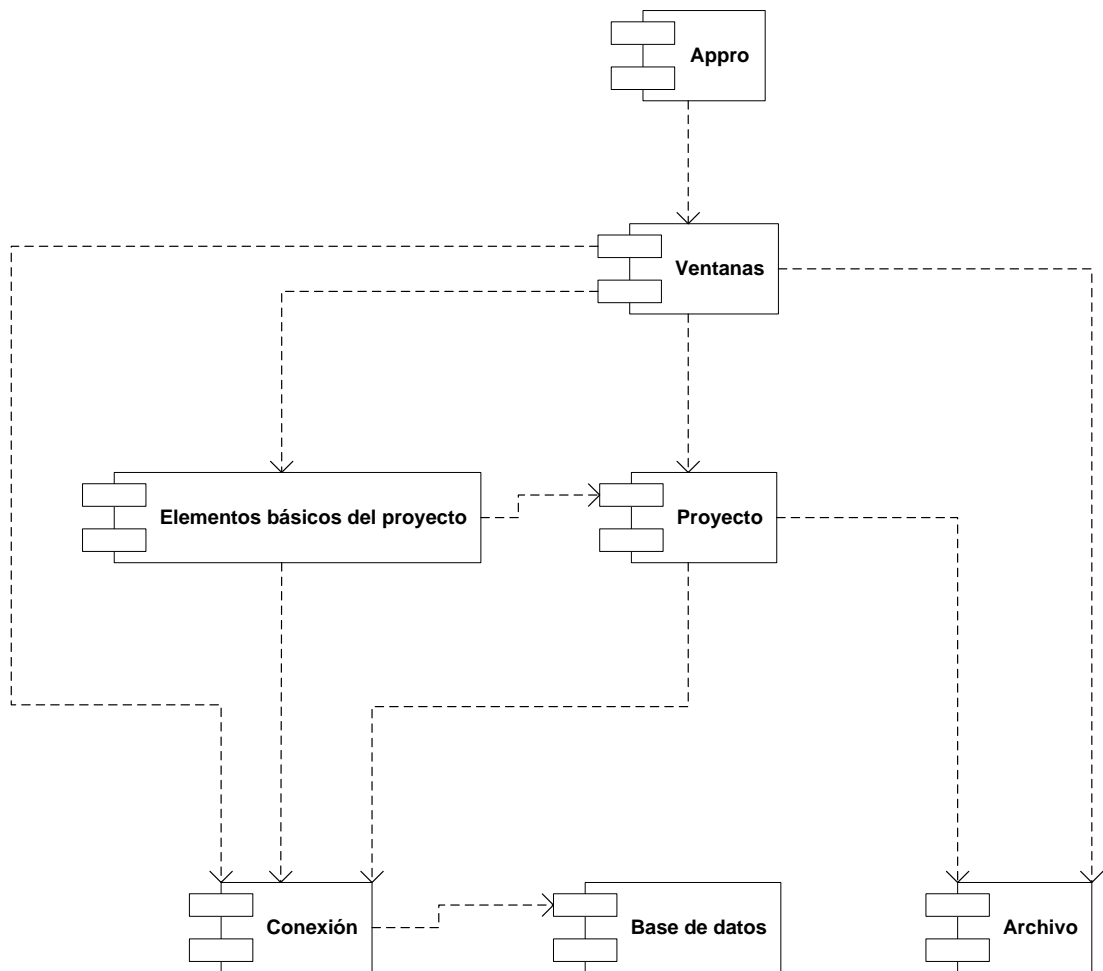 Appro
Ventanas
Elementos básicos del proyecto
Proyecto
Conexión
Base de datos
Archivo